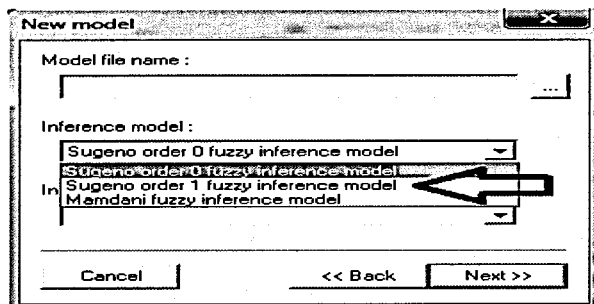 New model
Model file name :
...
Inference model :
Sugeno order 0 fuzzy inference model
Sugeno order 0 fuzzy inference model
In Sugeno order 1 fuzzy inference model
Mamdani fuzzy inference model
Cancel << Back Next >>